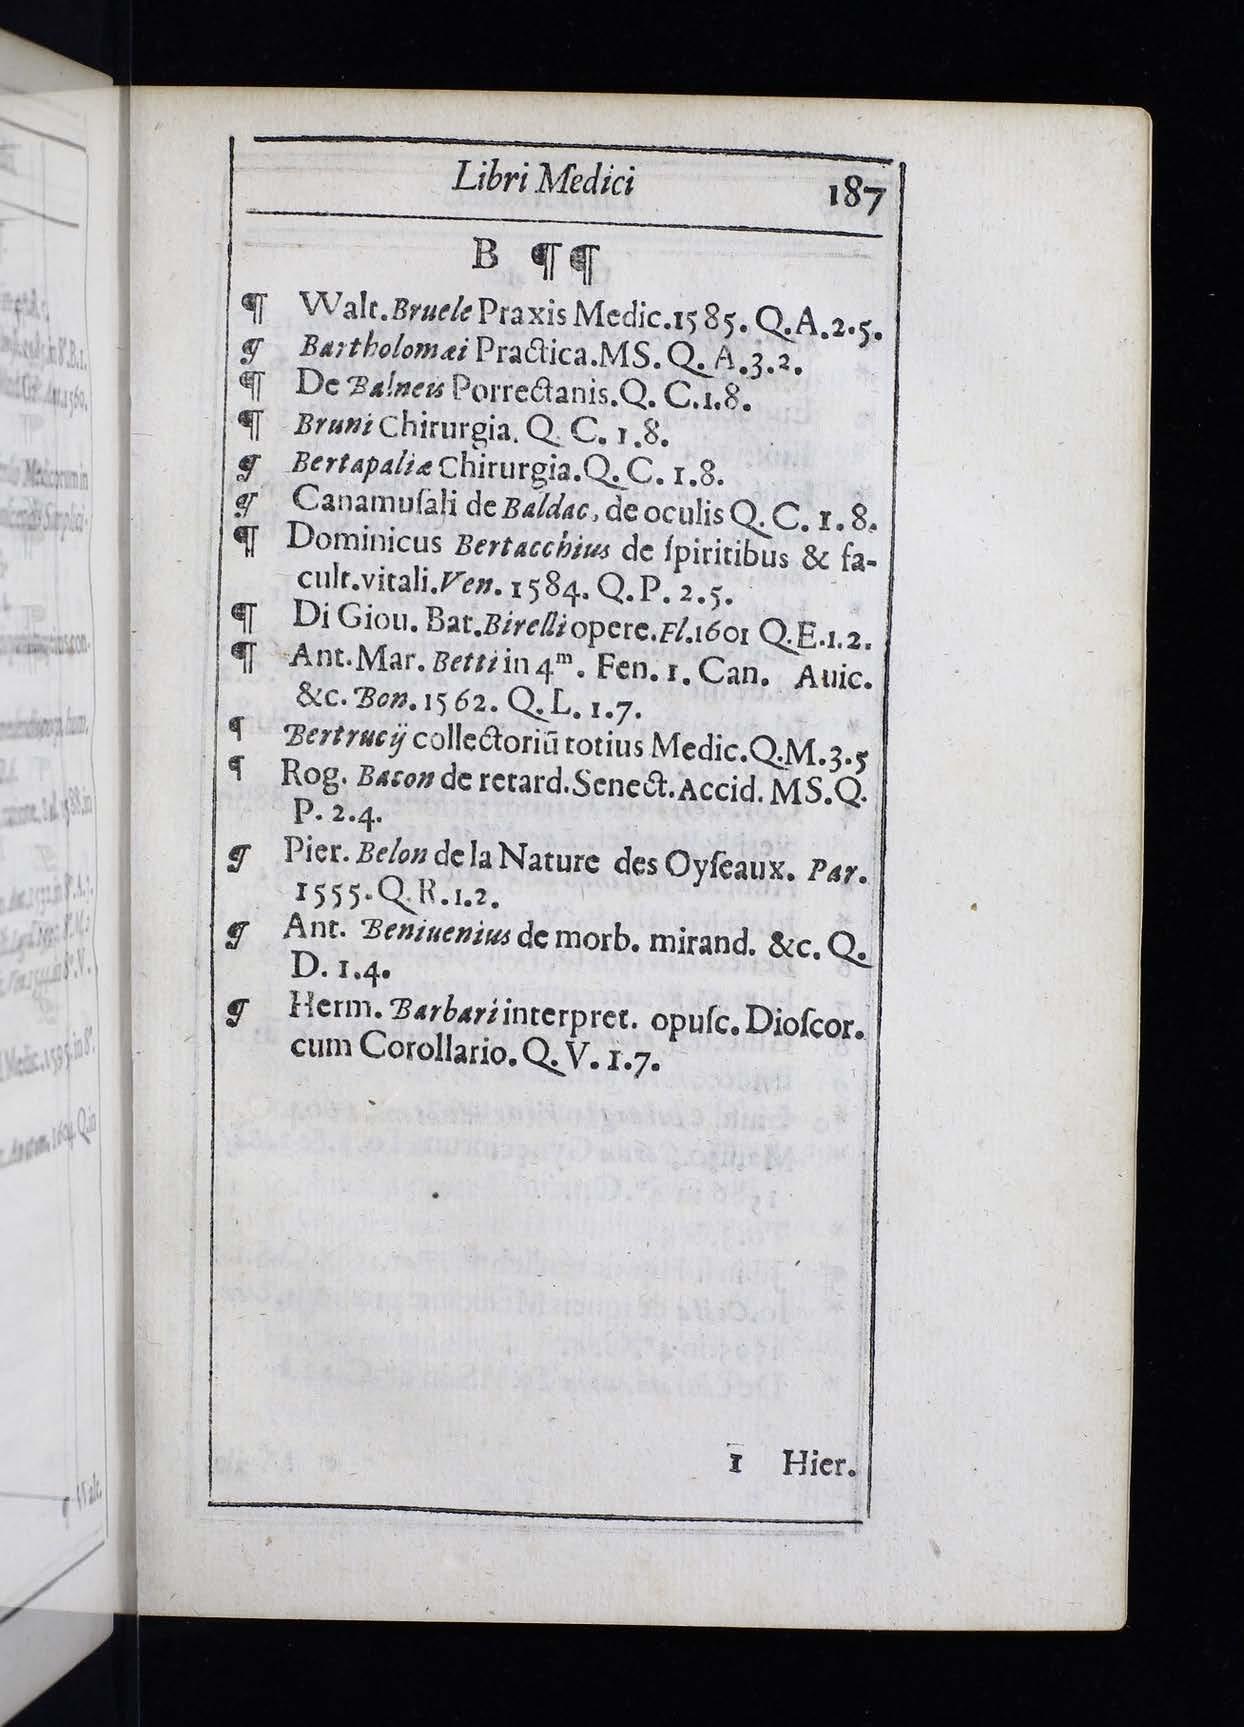 Libri Medici 187
B ¶ ¶
¶ Walt. Bruele Praxis Medic. 1585. Q. A. 2. 5.
¶ Bartholomæi Practica. MS. Q. A. 3. 2.
¶ De Balneis Porrectanis. Q. C. 1. 8.
¶ Bruni Chirurgia. Q. C. 1. 8.
¶ Bertapaliæ Chirurgia. Q. C. 1. 8.
¶ Canamuſali de Baldac, de oculis Q. C. 1. 8.
¶ Dominicus Bertacchius de ſpiritibus & fa-
cult. vitali. Ven. 1584. Q. P. 2. 5.
¶ Di Giou. Bat. Birelli opere. Fl. 1601 Q. E. 1. 2.
¶ Ant. Mar. Betti in 4m. Fen. 1. Can. Auic.
&c. Bon. 1562. Q. L. 1. 7.
¶ Bertrucij collectoriū totius Medic. Q. M. 3. 5
¶ Rog. Bacon de retard. Senect. Accid. MS. Q.
P. 2. 4.
¶ Pier. Belon de la Nature des Oyſeaux. Par.
1555. Q. R. 1. 2.
¶ Ant. Beniuenius de morb. mirand. &c. Q.
D. 1. 4.
¶ Herm. Barbari interpret. opuſc. Dioſcor.
cum Corollario. Q. V. 1. 7.
1 Hier.